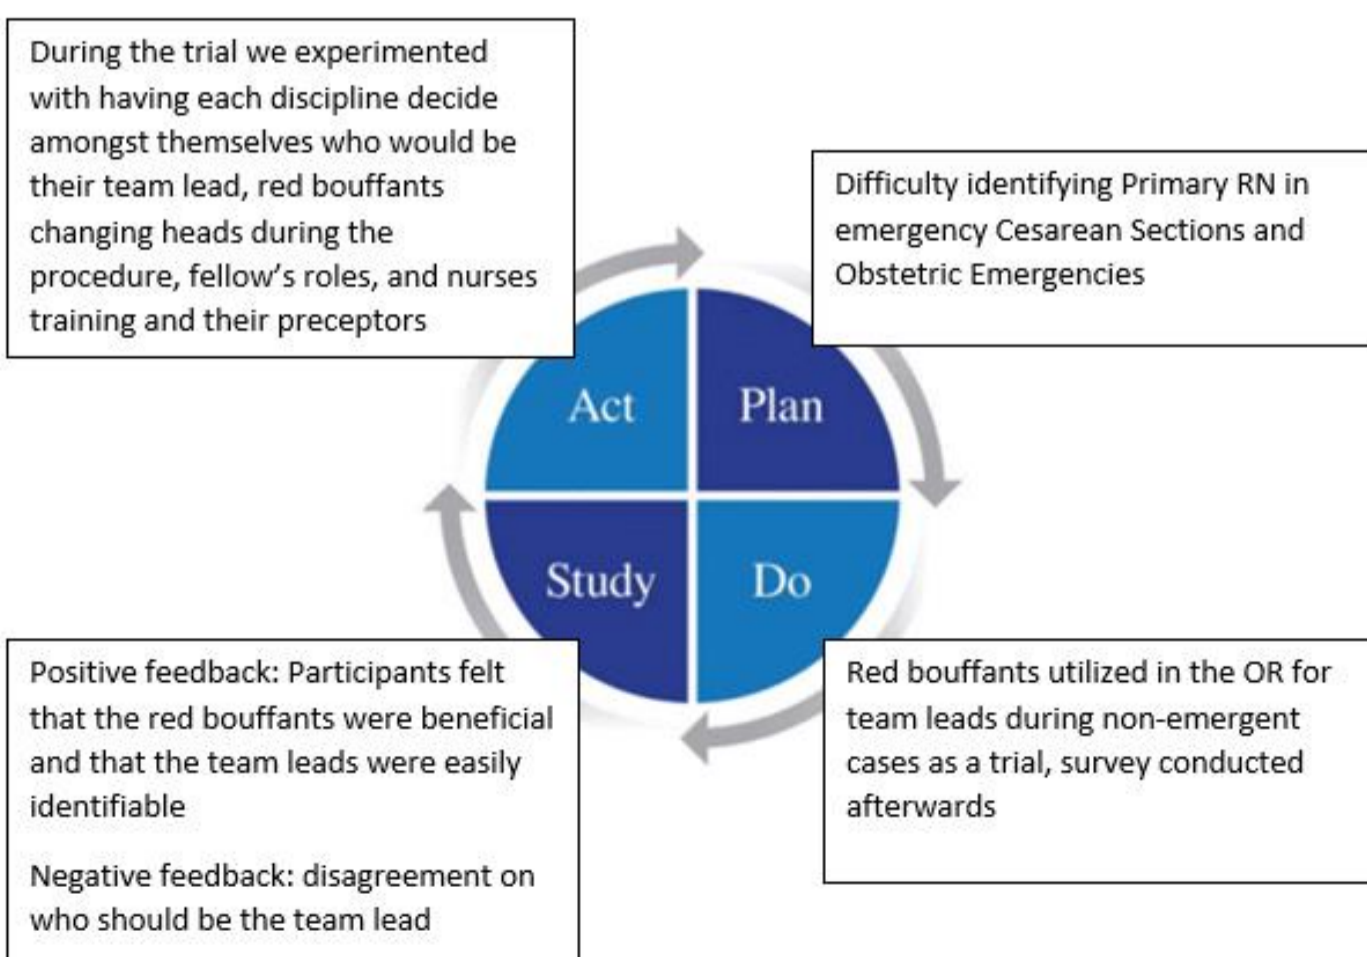 During the trial we experimented
with having each discipline decide
amongst themselves who would be
their team lead, red bouffants
changing heads during the
procedure, fellow's roles, and nurses
training and their preceptors
Difficulty identifying Primary RN in
emergency Cesarean Sections and
Obstetric Emergencies
Act
Plan
Study
Do
Positive feedback: Participants felt
that the red bouffants were beneficial
and that the team leads were easily
identifiable
Negative feedback: disagreement on
who should be the team lead
Red bouffants utilized in the OR for
team leads during non-emergent
cases as a trial, survey conducted
afterwards